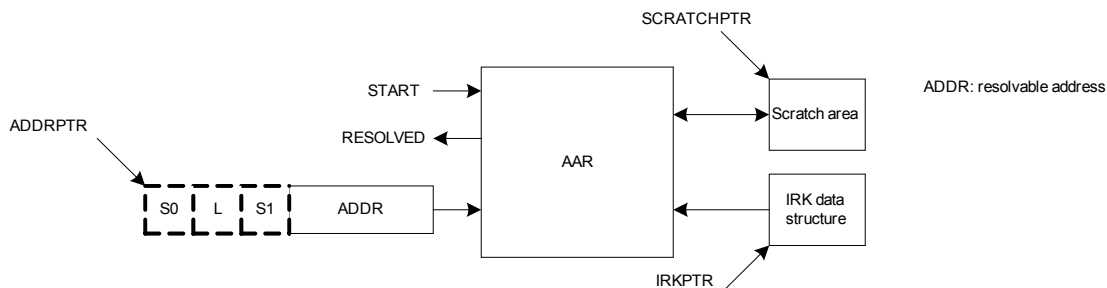 SCRATCHPTR
START
Scratch area
ADDR: resolvable address
ADDRPTR
RESOLVED
AAR
S0 L S1 ADDR
IRK data
structure
IRKPTR